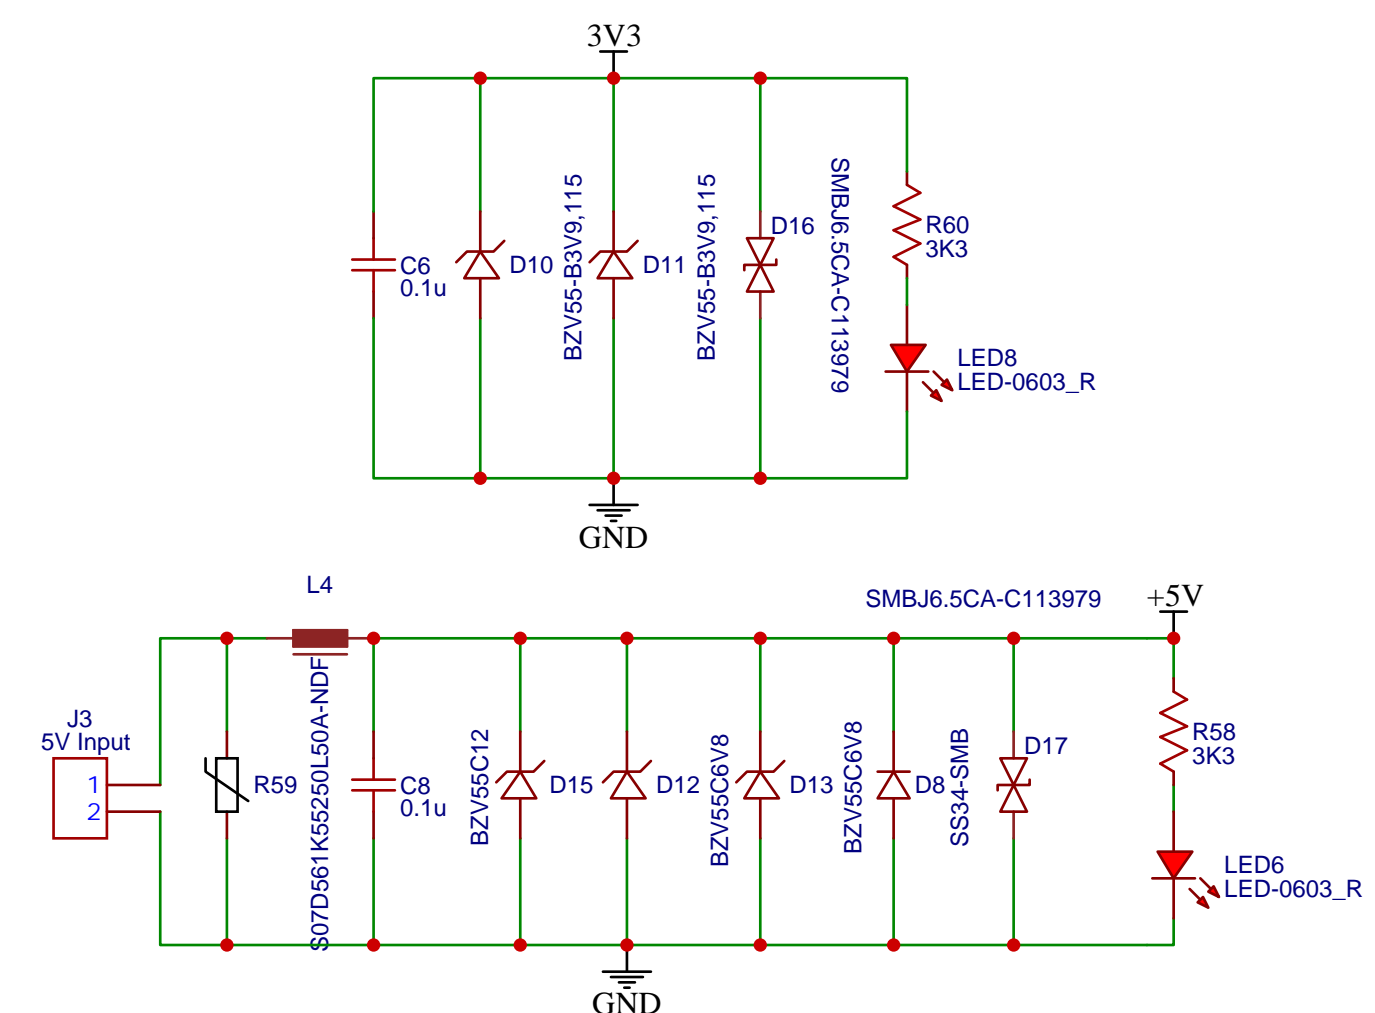 3V3
C6
0.1u
D10
BZV55-B3V9,115
D11
BZV55-B3V9,115
D16
SMBJ6.5CA-C113979
R60
3K3
LED8
LED-0603_R
GND
L4
SMBJ6.5CA-C113979
+5V
J3
5V Input
1
2
R59
S07D561K55250L50A-NDF
C8
0.1u
BZV55C12
D15
D12
BZV55C6V8
D13
BZV55C6V8
D8
SS34-SMB
D17
R58
3K3
LED6
LED-0603_R
GND